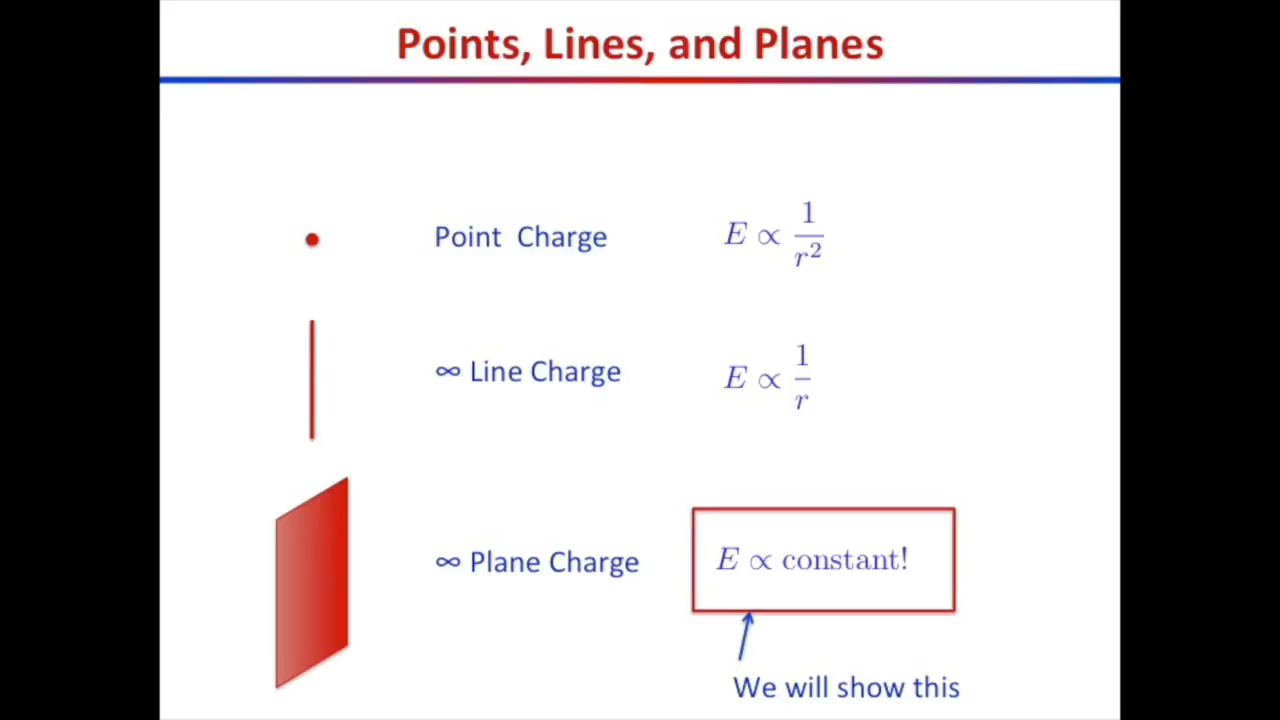 Points, Lines, and Planes
Point Charge
E ∝ 1/r²
∞ Line Charge
E ∝ 1/r
∞ Plane Charge
E ∝ constant!
We will show this